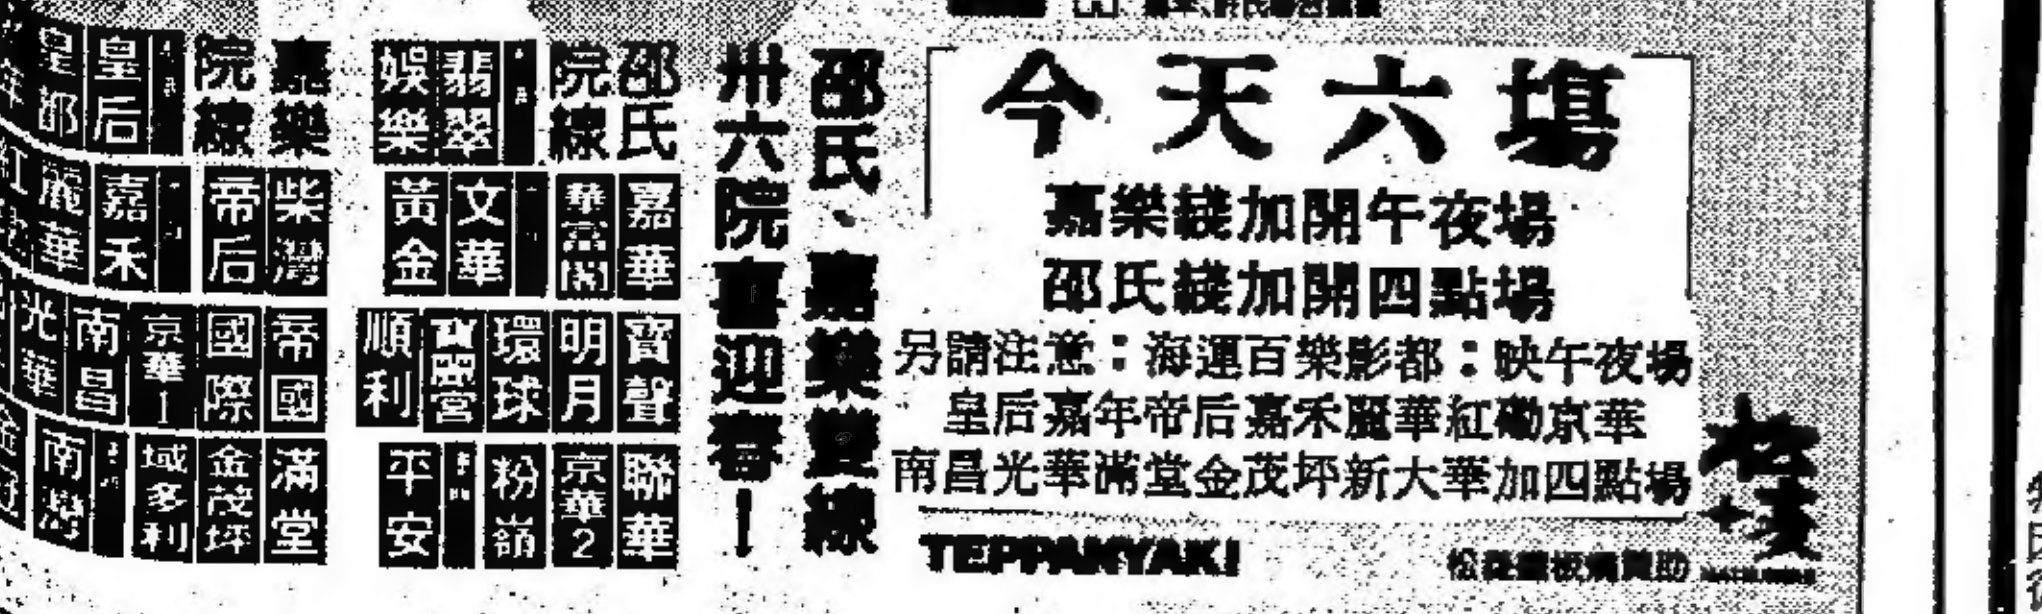 今天六場
嘉樂綫加開午夜場
邵氏綫加開四點場
另請注意：海運百樂影都：映午夜場
皇后嘉年帝后嘉禾麗華紅磡京華
南昌光華滿堂金茂坪新大華加四點場
TEPPANYAKI
邵氏·嘉樂雙線
卅六院喜迎春！
邵氏
院線
翡翠
娛樂
嘉華
華富閣
文華
黃金
寶聲
明月
環球
寶麗宮
順利
聯華
京華2
粉嶺
平安
嘉樂
院線
皇后
皇都
柴灣
帝后
嘉禾
麗華
帝國
國際
京華1
南昌
光華
滿堂
金茂坪
域多利
南灣